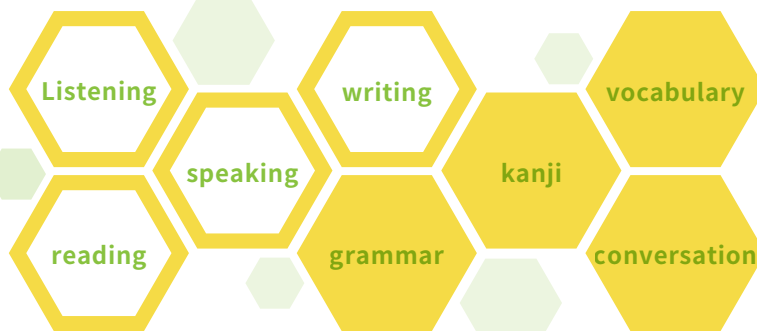 Listening
writing
vocabulary
speaking
kanji
reading
grammar
conversation